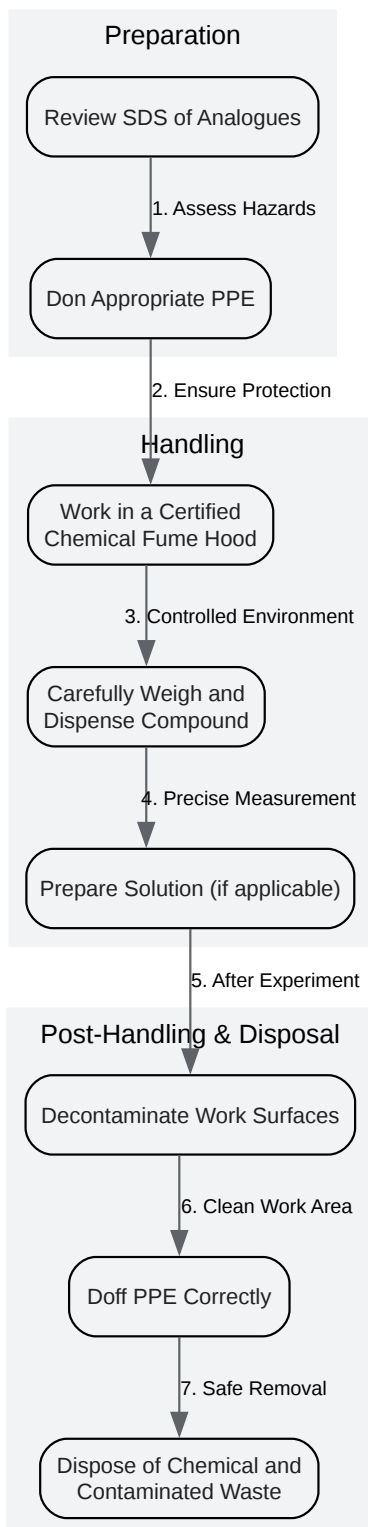 Preparation
Review SDS of Analogues
1. Assess Hazards
Don Appropriate PPE
2. Ensure Protection
Handling
Work in a Certified
Chemical Fume Hood
3. Controlled Environment
Carefully Weigh and
Dispense Compound
4. Precise Measurement
Prepare Solution (if applicable)
5. After Experiment
Post-Handling & Disposal
Decontaminate Work Surfaces
6. Clean Work Area
Doff PPE Correctly
7. Safe Removal
Dispose of Chemical and
Contaminated Waste